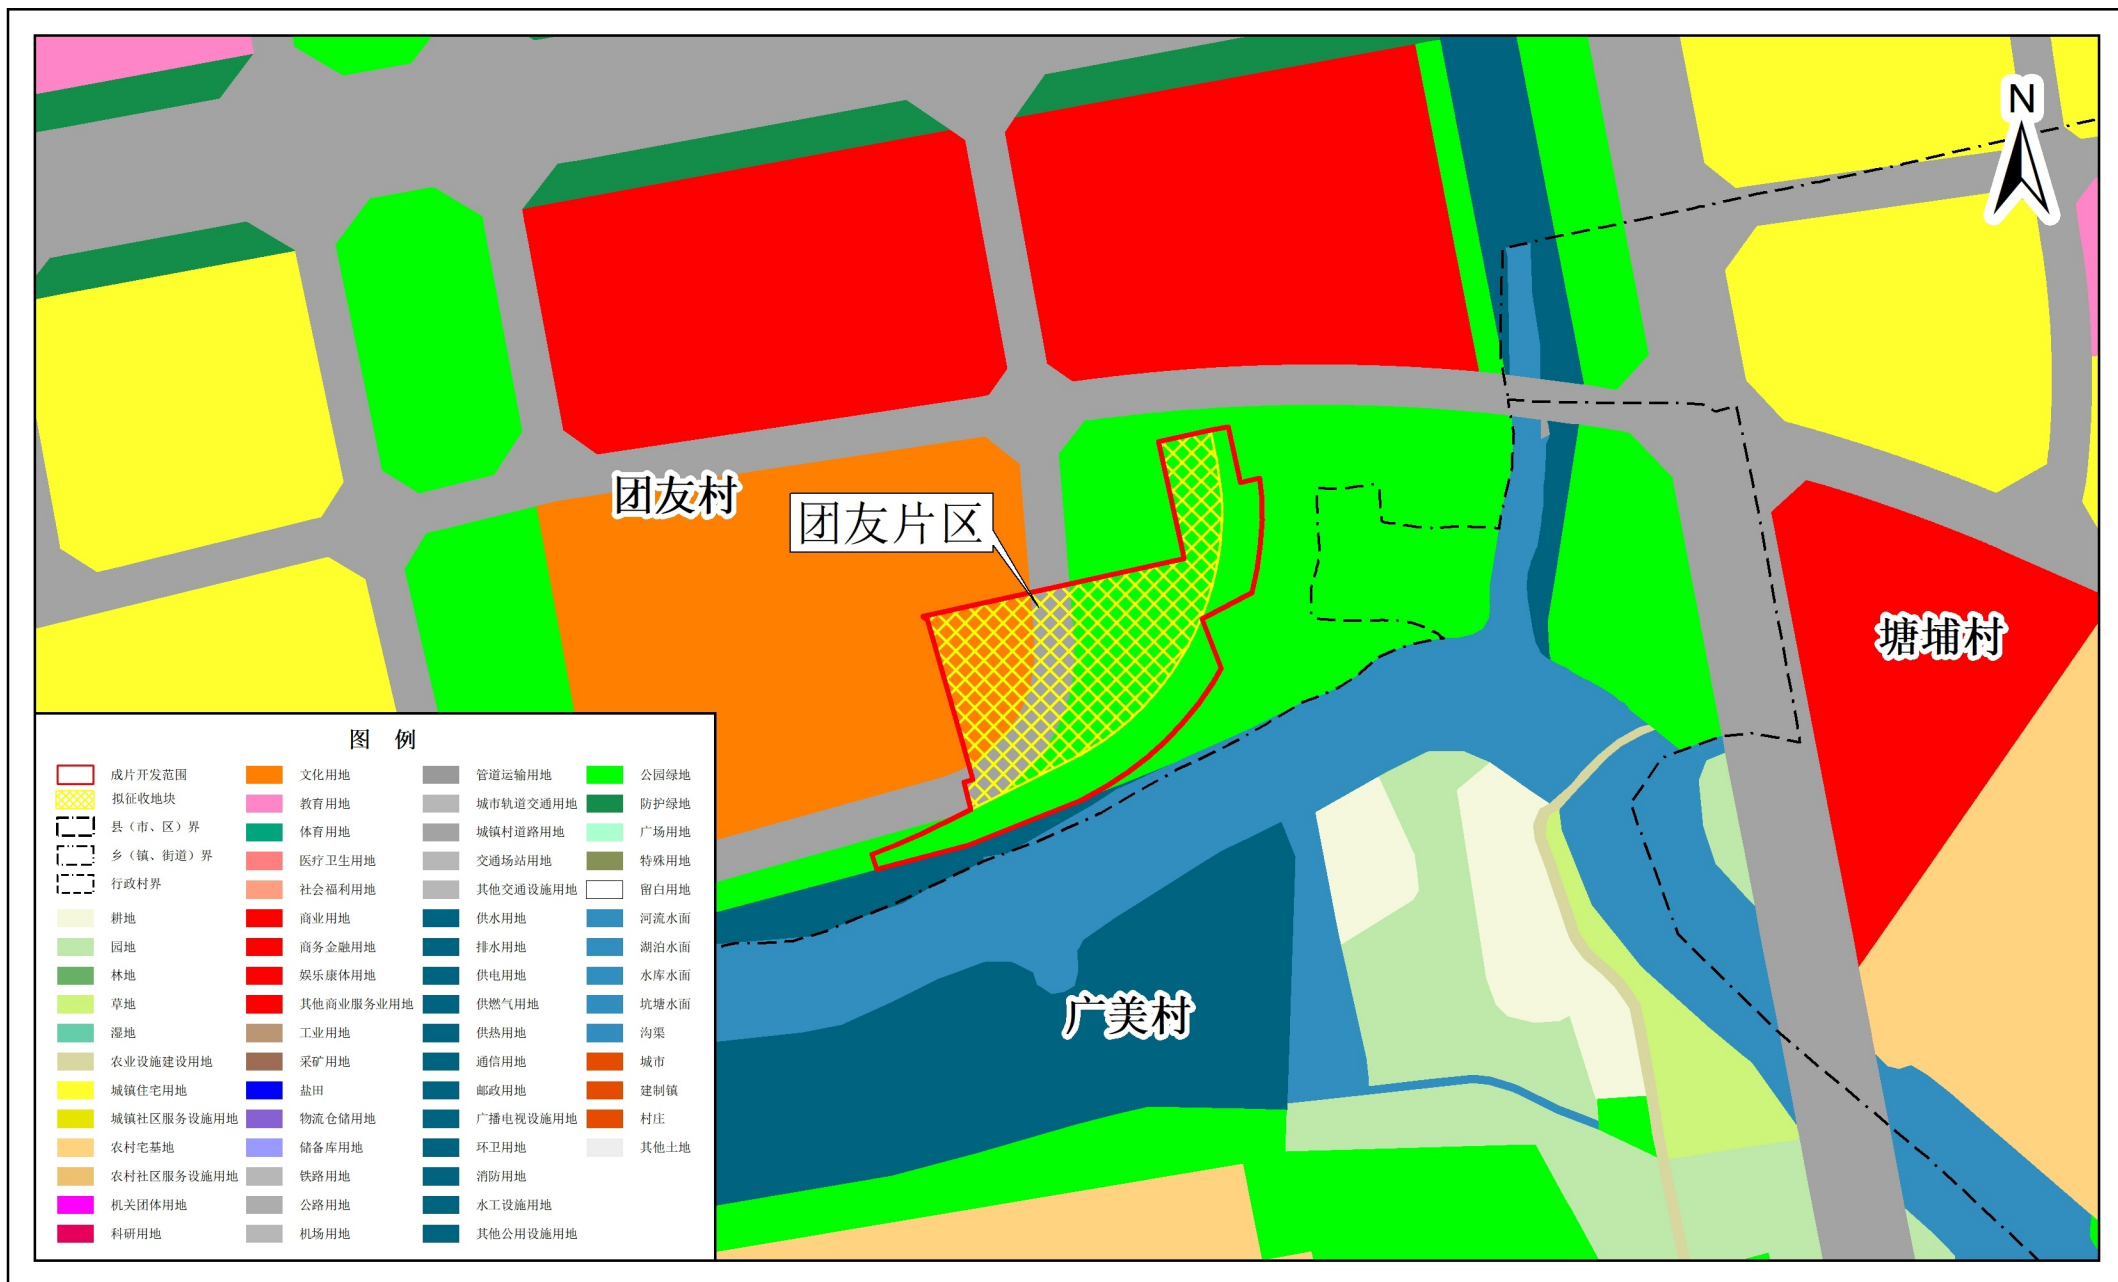 N
团友村
团友片区
塘埔村
广美村
图 例
成片开发范围
拟征收地块
县（市、区）界
乡（镇、街道）界
行政村界
耕地
园地
林地
草地
湿地
农业设施建设用地
城镇住宅用地
城镇社区服务设施用地
农村宅基地
农村社区服务设施用地
机关团体用地
科研用地
文化用地
教育用地
体育用地
医疗卫生用地
社会福利用地
商业用地
商务金融用地
娱乐康体用地
其他商业服务业用地
工业用地
采矿用地
盐田
物流仓储用地
储备库用地
铁路用地
公路用地
机场用地
管道运输用地
城市轨道交通用地
城镇村道路用地
交通场站用地
其他交通设施用地
供水用地
排水用地
供电用地
供燃气用地
供热用地
通信用地
邮政用地
广播电视设施用地
环卫用地
消防用地
水工设施用地
其他公用设施用地
公园绿地
防护绿地
广场用地
特殊用地
留白用地
河流水面
湖泊水面
水库水面
坑塘水面
沟渠
城市
建制镇
村庄
其他土地